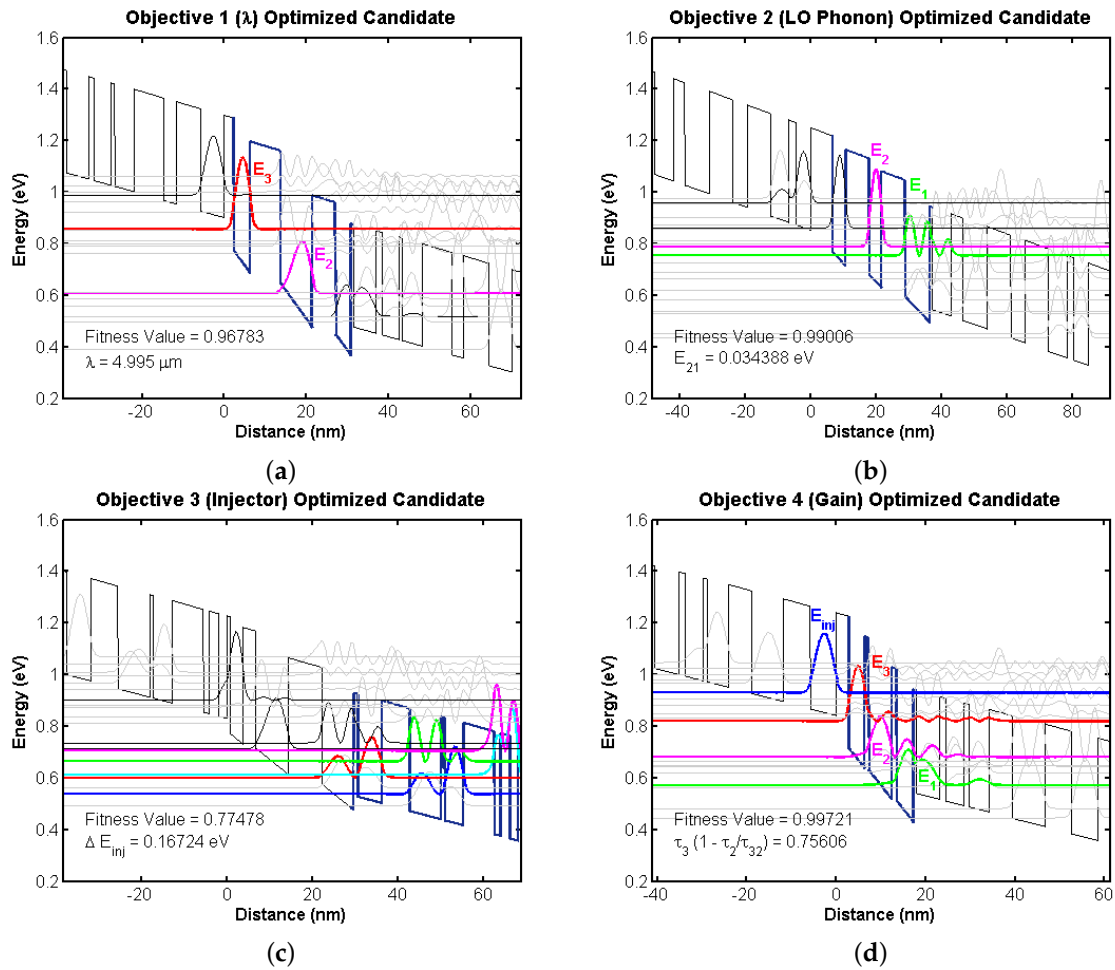 Objective 1 (λ) Optimized Candidate
1.6
1.4
1.2
1
0.8
0.6
0.4
0.2
Energy (eV)
E3
E2
Fitness Value = 0.96783
λ = 4.995 μm
-20 0 20 40 60
Distance (nm)
(a)
Objective 2 (LO Phonon) Optimized Candidate
1.6
1.4
1.2
1
0.8
0.6
0.4
0.2
Energy (eV)
E2
E1
Fitness Value = 0.99006
E21 = 0.034388 eV
-40 -20 0 20 40 60 80
Distance (nm)
(b)
Objective 3 (Injector) Optimized Candidate
1.6
1.4
1.2
1
0.8
0.6
0.4
0.2
Energy (eV)
Fitness Value = 0.77478
Δ Einj = 0.16724 eV
-20 0 20 40 60
Distance (nm)
(c)
Objective 4 (Gain) Optimized Candidate
1.6
1.4
1.2
1
0.8
0.6
0.4
0.2
Energy (eV)
Einj
E3
E2
E1
Fitness Value = 0.99721
τ3 (1 - τ2/τ32) = 0.75606
-40 -20 0 20 40 60
Distance (nm)
(d)